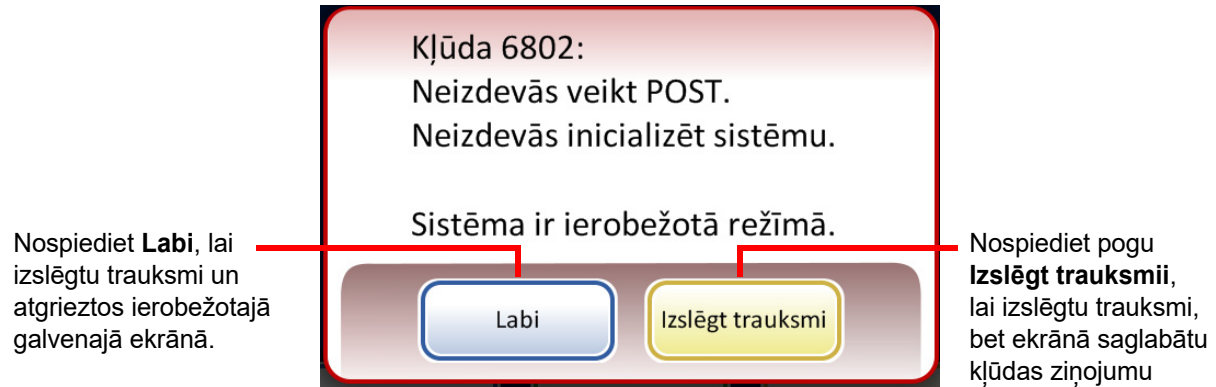 Kļūda 6802:
Neizdevās veikt POST.
Neizdevās inicializēt sistēmu.
Sistēma ir ierobežotā režīmā.
Labi
Izslēgt trauksmi
Nospiediet Labi, lai
izslēgtu trauksmi un
atgrieztos ierobežotajā
galvenajā ekrānā.
Nospiediet pogu
Izslēgt trauksmii,
lai izslēgtu trauksmi,
bet ekrānā saglabātu
kļūdas ziņojumu